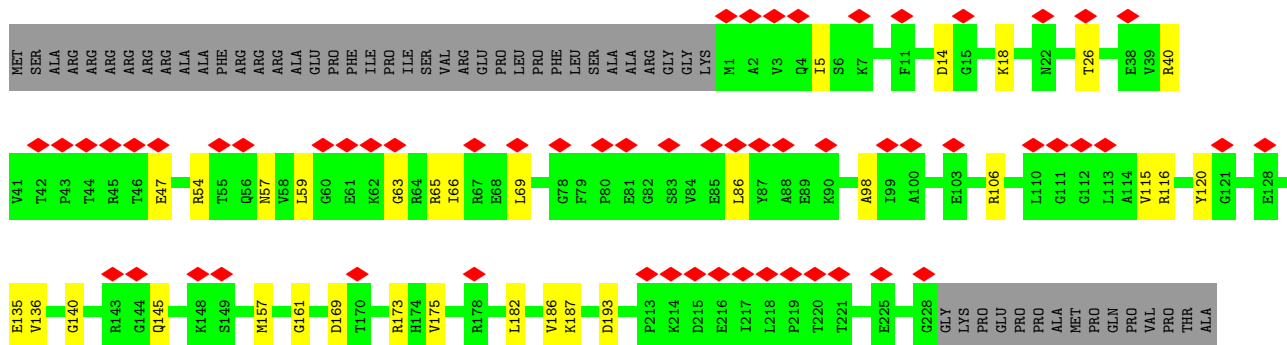 MET SER ALA ARG ARG ARG ARG ARG ARG ALA ALA PHE ARG ARG ARG ALA GLU PRO PHE ILE PRO ILE SER VAL ARG GLU PRO LEU PRO PHE LEU SER ALA ALA ARG GLY GLY LYS M1 A2 V3 Q4 I5 S6 K7 F11 D14 G15 K18 N22 T26 E38 V39 R40
V41 T42 P43 T44 R45 T46 E47 R54 T55 Q56 N57 V58 L59 G60 E61 K62 G63 R64 R65 I66 R67 E68 L69 G78 F79 P80 E81 G82 S83 V84 E85 L86 Y87 A88 E89 K90 A98 I99 A100 E103 R106 L110 G111 G112 L113 A114 V115 R116 Y120 G121 E128
E135 V136 G140 R143 G144 Q145 K148 S149 M157 G161 D169 T170 R173 H174 V175 R178 L182 V186 K187 D193 P213 K214 D215 E216 I217 L218 P219 T220 T221 E225 G228 GLY LYS PRO GLU PRO PRO ALA MET PRO GLN PRO VAL PRO THR ALA